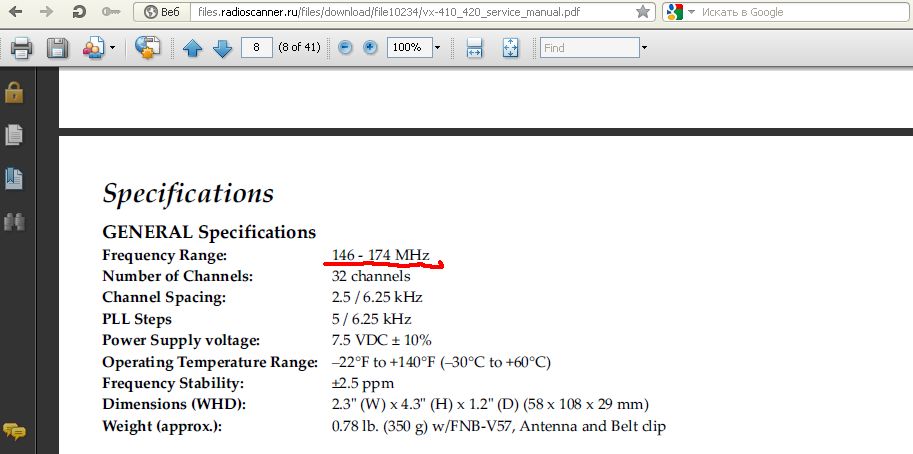 Веб files.radioscanner.ru/files/download/file10234/vx-410_420_service_manual.pdf Искать в Google
8 (8 of 41) 100% Find
Specifications
GENERAL Specifications
Frequency Range: 146 - 174 MHz
Number of Channels: 32 channels
Channel Spacing: 2.5 / 6.25 kHz
PLL Steps 5 / 6.25 kHz
Power Supply voltage: 7.5 VDC ± 10%
Operating Temperature Range: –22°F to +140°F (–30°C to +60°C)
Frequency Stability: ±2.5 ppm
Dimensions (WHD): 2.3" (W) x 4.3" (H) x 1.2" (D) (58 x 108 x 29 mm)
Weight (approx.): 0.78 lb. (350 g) w/FNB-V57, Antenna and Belt clip